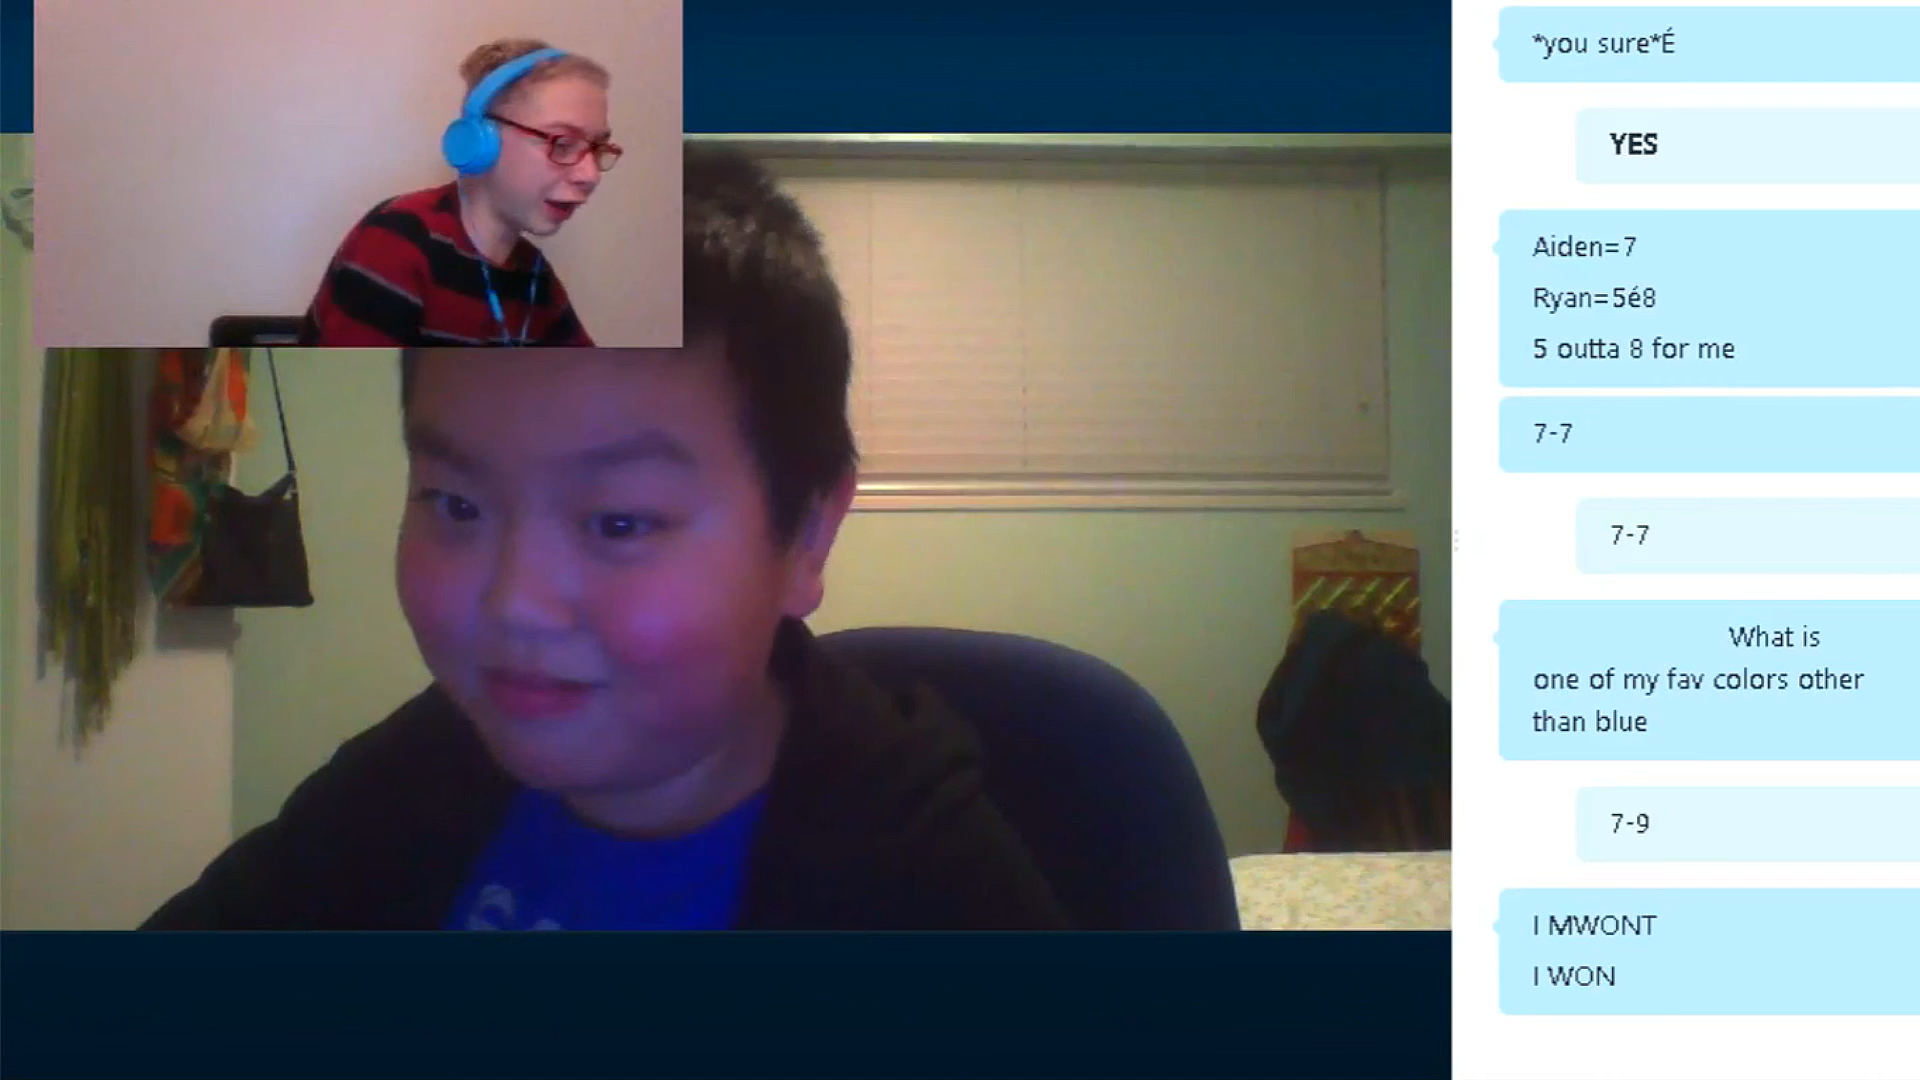 *you sure*É
YES
Aiden=7
Ryan=5é8
5 outta 8 for me
7-7
7-7
What is
one of my fav colors other
than blue
7-9
I MWONT
I WON